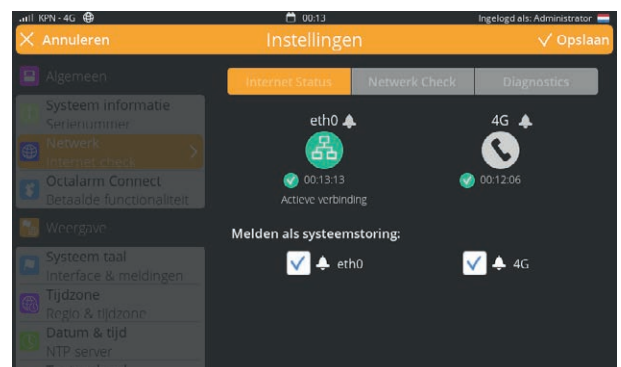 KPN - 4G
00:13
Ingelogd als: Administrator
Annuleren
Instellingen
Opslaan
Algemeen
Internet Status
Netwerk Check
Diagnostics
Systeem informatie
Serienummer
Netwerk
Internet check
Octalarm Connect
Betaalde functionaliteit
Weergave
Systeem taal
Interface & meldingen
Tijdzone
Regio & tijdzone
Datum & tijd
NTP server
eth0
4G
00:13:13
00:12:06
Actieve verbinding
Melden als systeemstoring:
eth0
4G